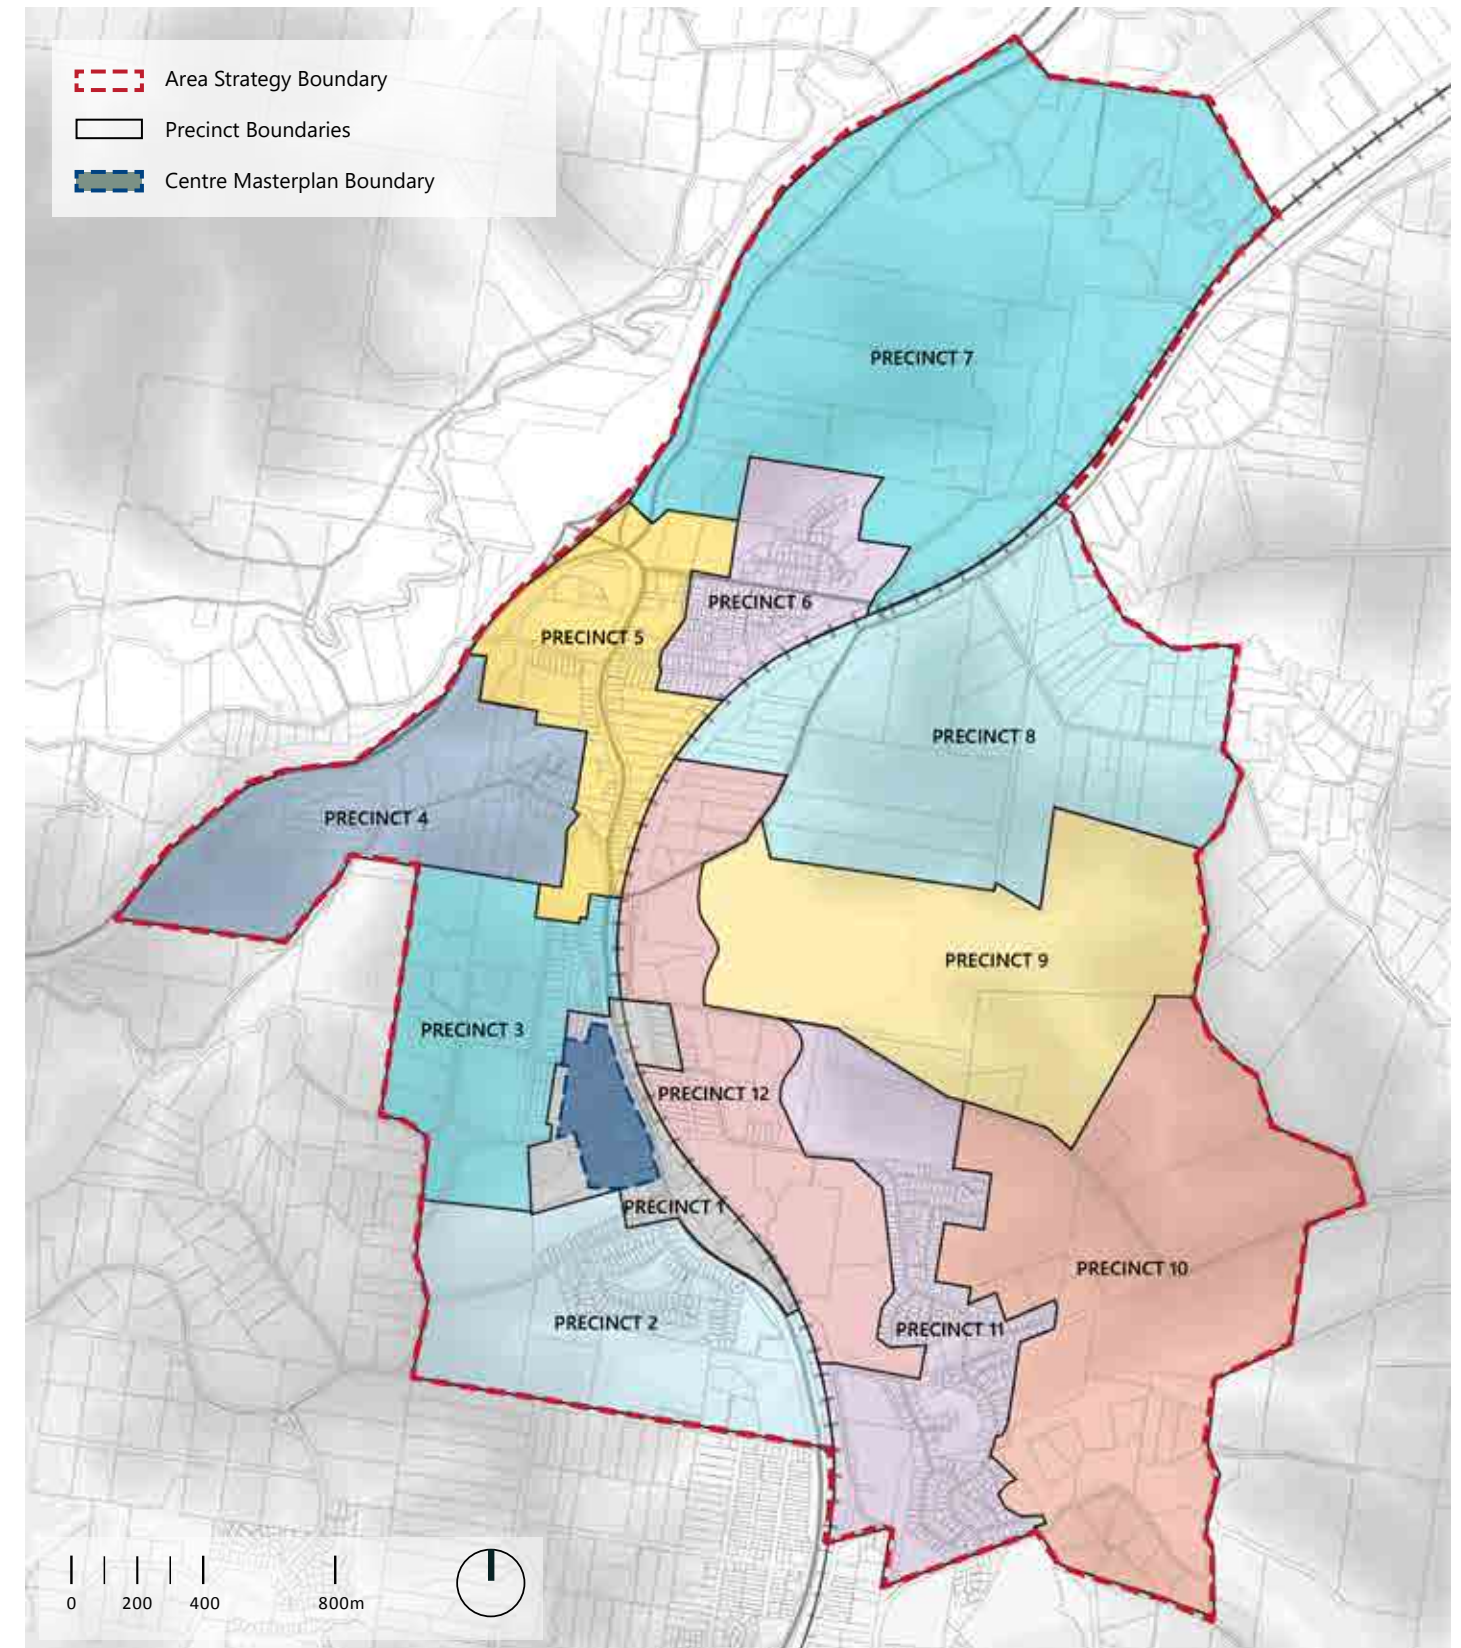 Area Strategy Boundary
Precinct Boundaries
Centre Masterplan Boundary
PRECINCT 7
PRECINCT 6
PRECINCT 5
PRECINCT 8
PRECINCT 4
PRECINCT 9
PRECINCT 3
PRECINCT 12
PRECINCT 1
PRECINCT 10
PRECINCT 2
PRECINCT 11
0 200 400 800m